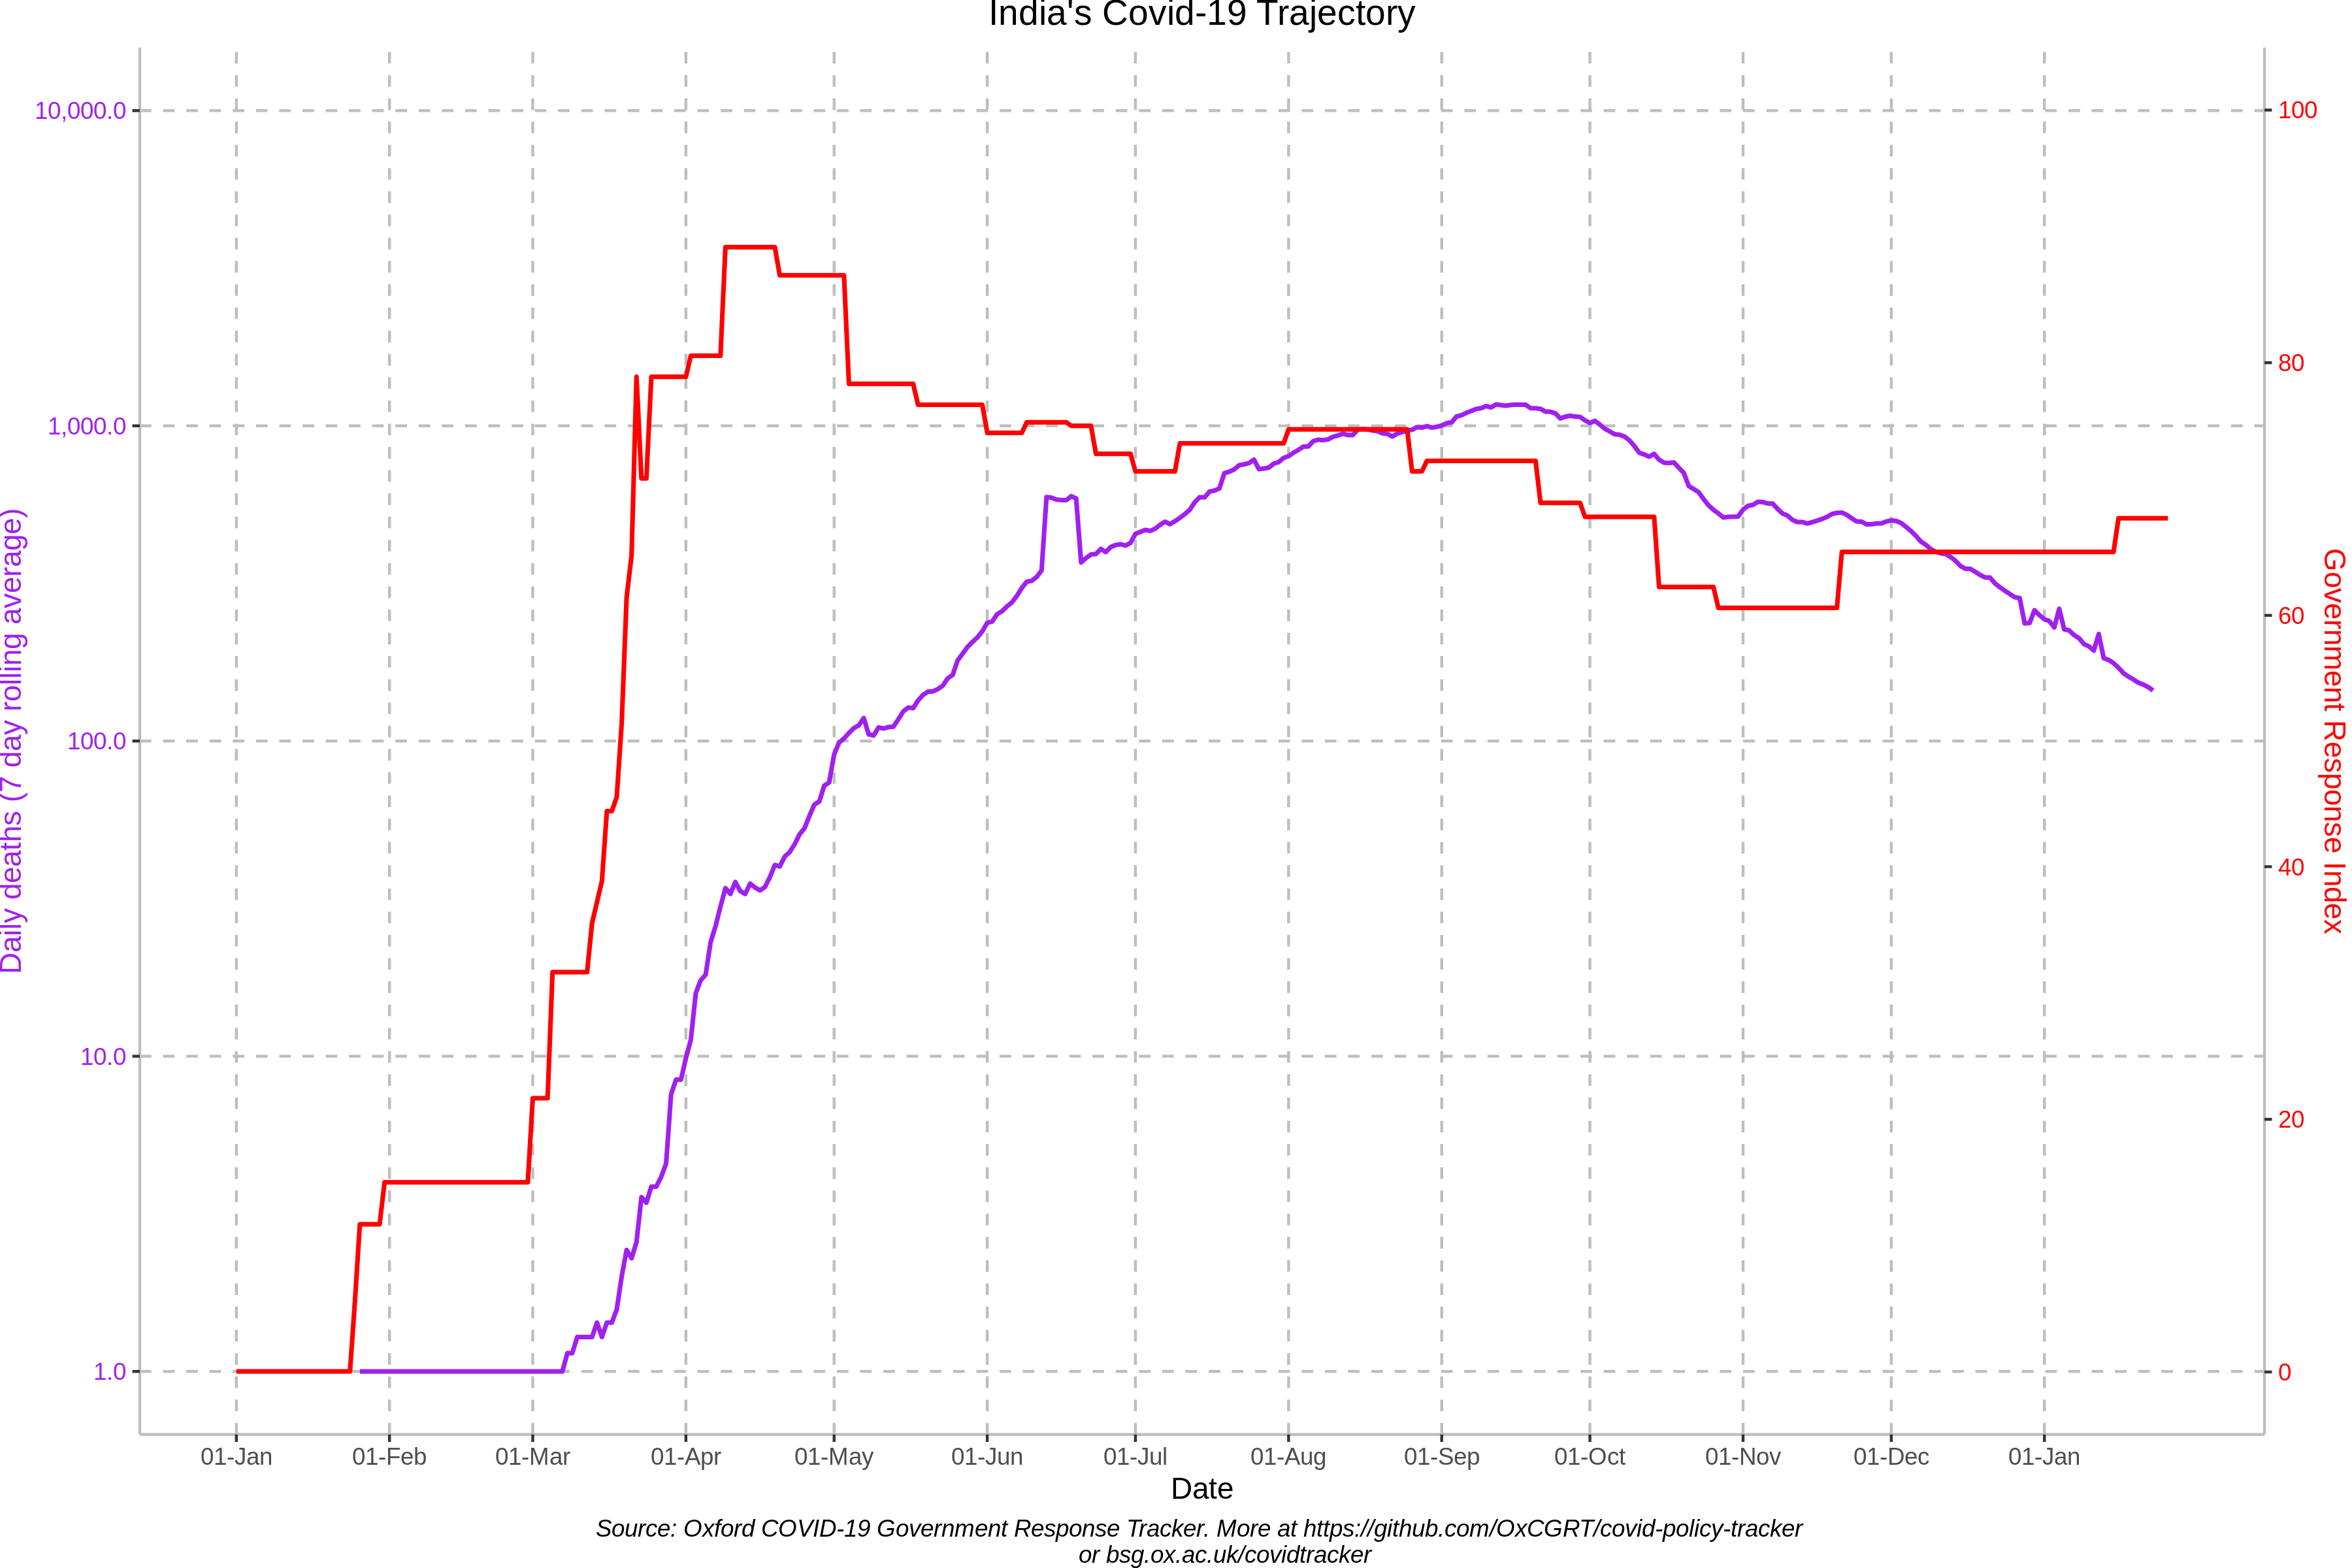 India's Covid-19 Trajectory
10,000.0
1,000.0
100.0
10.0
1.0
Daily deaths (7 day rolling average)
100
80
60
40
20
0
Government Response Index
01-Jan 01-Feb 01-Mar 01-Apr 01-May 01-Jun 01-Jul 01-Aug 01-Sep 01-Oct 01-Nov 01-Dec 01-Jan
Date
Source: Oxford COVID-19 Government Response Tracker. More at https://github.com/OxCGRT/covid-policy-tracker
or bsg.ox.ac.uk/covidtracker